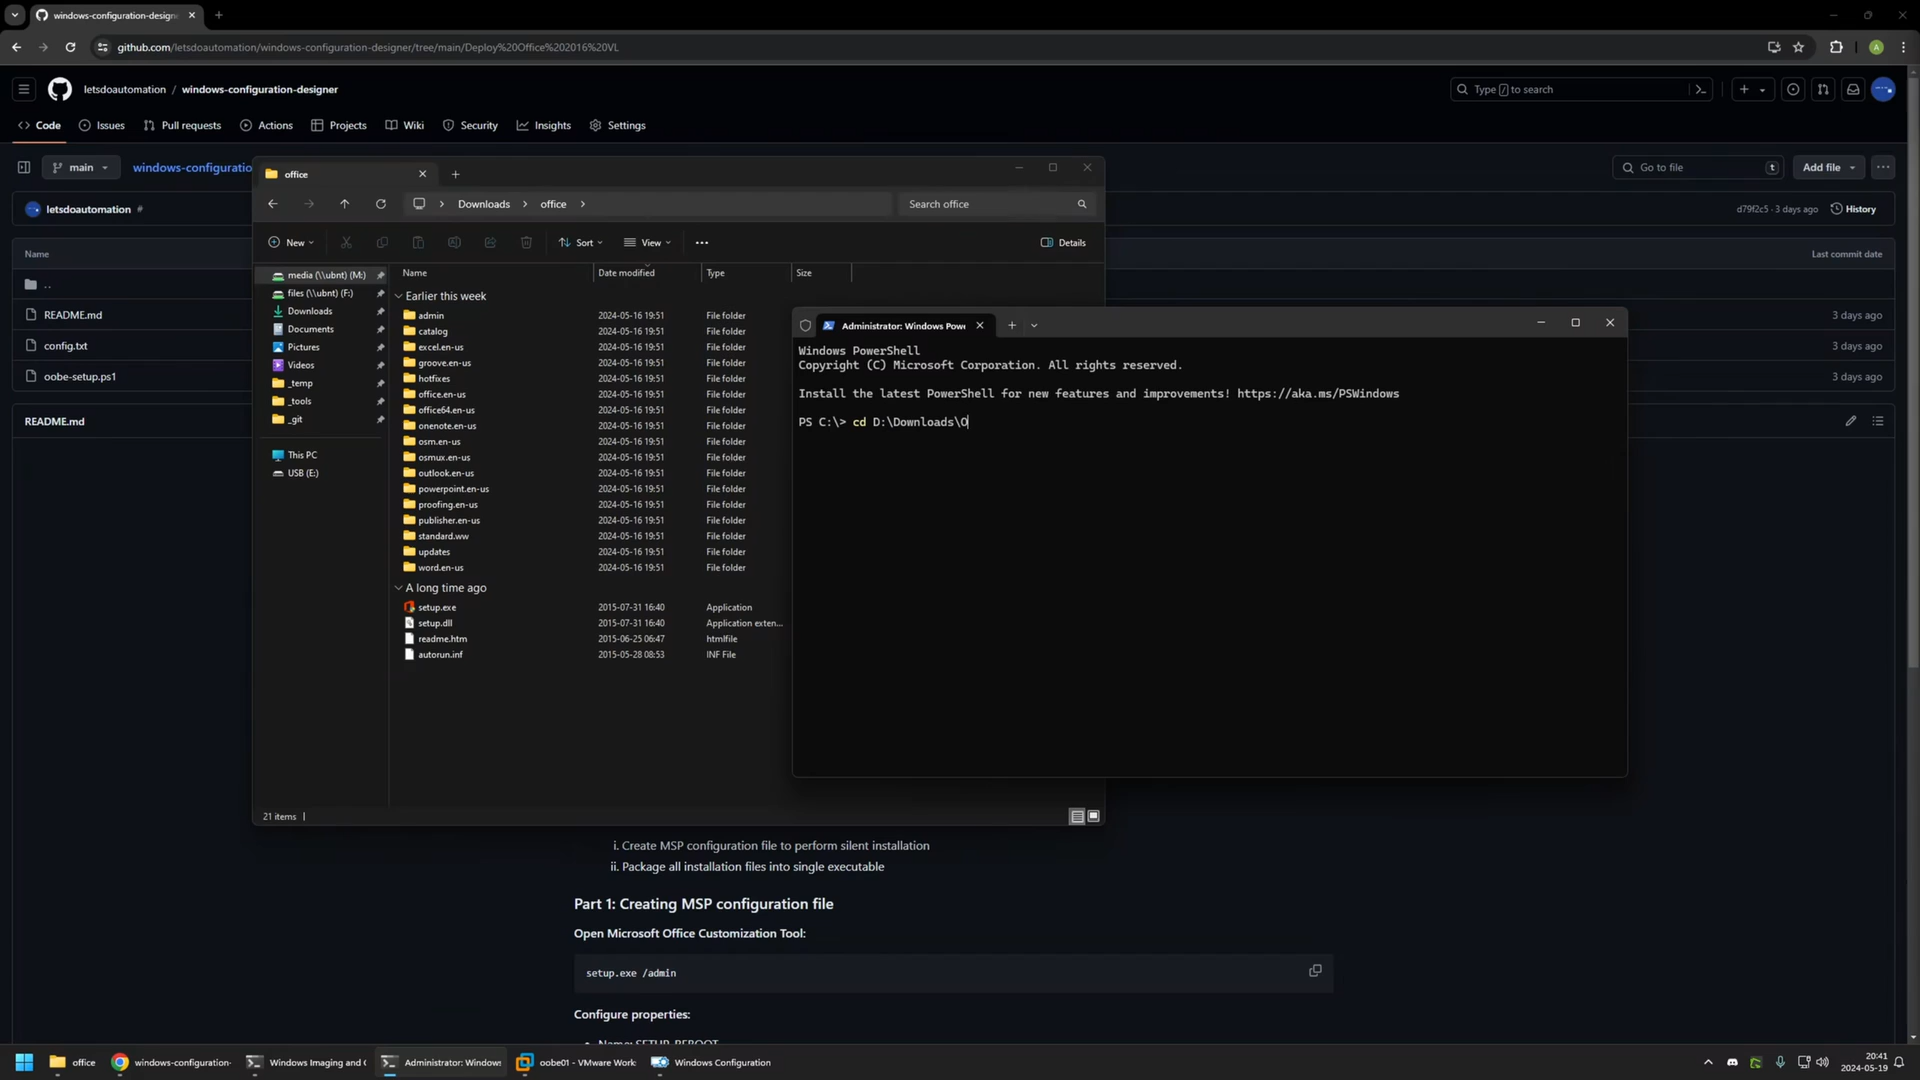 windows-configuration-design
github.com/letsdoautomation/windows-configuration-designer/tree/main/Deploy%20Office%202016%20VL
A
letsdoautomation / windows-configuration-designer
Type / to search
Code Issues Pull requests Actions Projects Wiki Security Insights Settings
main
windows-configuratio
Go to file t
Add file
letsdoautomation #
d79f2c5 · 3 days ago
History
Name
Last commit date
..
README.md
3 days ago
config.txt
3 days ago
oobe-setup.ps1
3 days ago
README.md
office
Downloads > office >
Search office
New
Sort
View
Details
media (\\ubnt) (M:)
files (\\ubnt) (F:)
Downloads
Documents
Pictures
Videos
_temp
_tools
_git
This PC
USB (E:)
Name Date modified Type Size
Earlier this week
admin 2024-05-16 19:51 File folder
catalog 2024-05-16 19:51 File folder
excel.en-us 2024-05-16 19:51 File folder
groove.en-us 2024-05-16 19:51 File folder
hotfixes 2024-05-16 19:51 File folder
office.en-us 2024-05-16 19:51 File folder
office64.en-us 2024-05-16 19:51 File folder
onenote.en-us 2024-05-16 19:51 File folder
osm.en-us 2024-05-16 19:51 File folder
osmux.en-us 2024-05-16 19:51 File folder
outlook.en-us 2024-05-16 19:51 File folder
powerpoint.en-us 2024-05-16 19:51 File folder
proofing.en-us 2024-05-16 19:51 File folder
publisher.en-us 2024-05-16 19:51 File folder
standard.ww 2024-05-16 19:51 File folder
updates 2024-05-16 19:51 File folder
word.en-us 2024-05-16 19:51 File folder
A long time ago
setup.exe 2015-07-31 16:40 Application
setup.dll 2015-07-31 16:40 Application exten...
readme.htm 2015-06-25 06:47 htmlfile
autorun.inf 2015-05-28 08:53 INF File
21 items
Administrator: Windows Powe
Windows PowerShell
Copyright (C) Microsoft Corporation. All rights reserved.
Install the latest PowerShell for new features and improvements! https://aka.ms/PSWindows
PS C:\> cd D:\Downloads\O
i. Create MSP configuration file to perform silent installation
ii. Package all installation files into single executable
Part 1: Creating MSP configuration file
Open Microsoft Office Customization Tool:
setup.exe /admin
Configure properties:
Name: SETUP_REBOOT
office
windows-configuration-
Windows Imaging and C
Administrator: Windows
oobe01 - VMware Work
Windows Configuration
20:41
2024-05-19